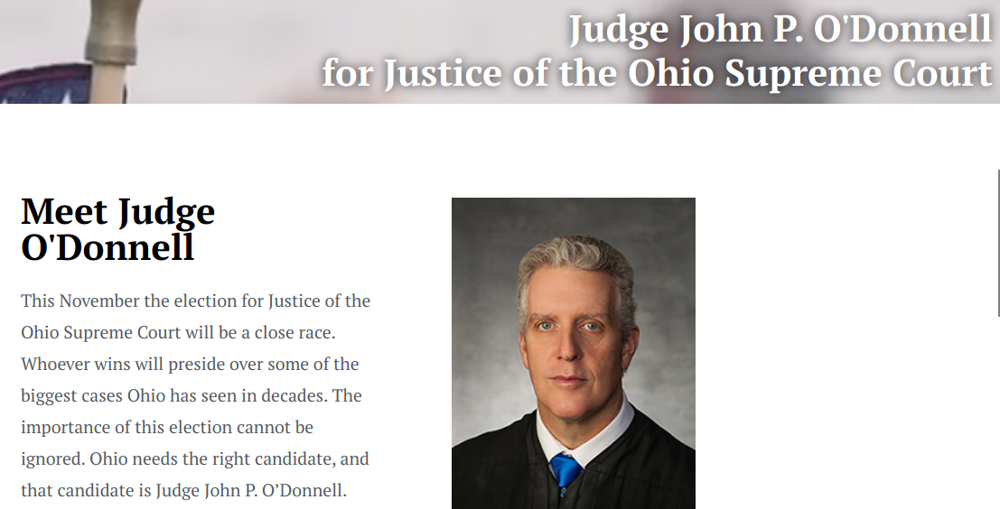 Judge John P. O'Donnell
for Justice of the Ohio Supreme Court
Meet Judge
O'Donnell
This November the election for Justice of the
Ohio Supreme Court will be a close race.
Whoever wins will preside over some of the
biggest cases Ohio has seen in decades. The
importance of this election cannot be
ignored. Ohio needs the right candidate, and
that candidate is Judge John P. O’Donnell.